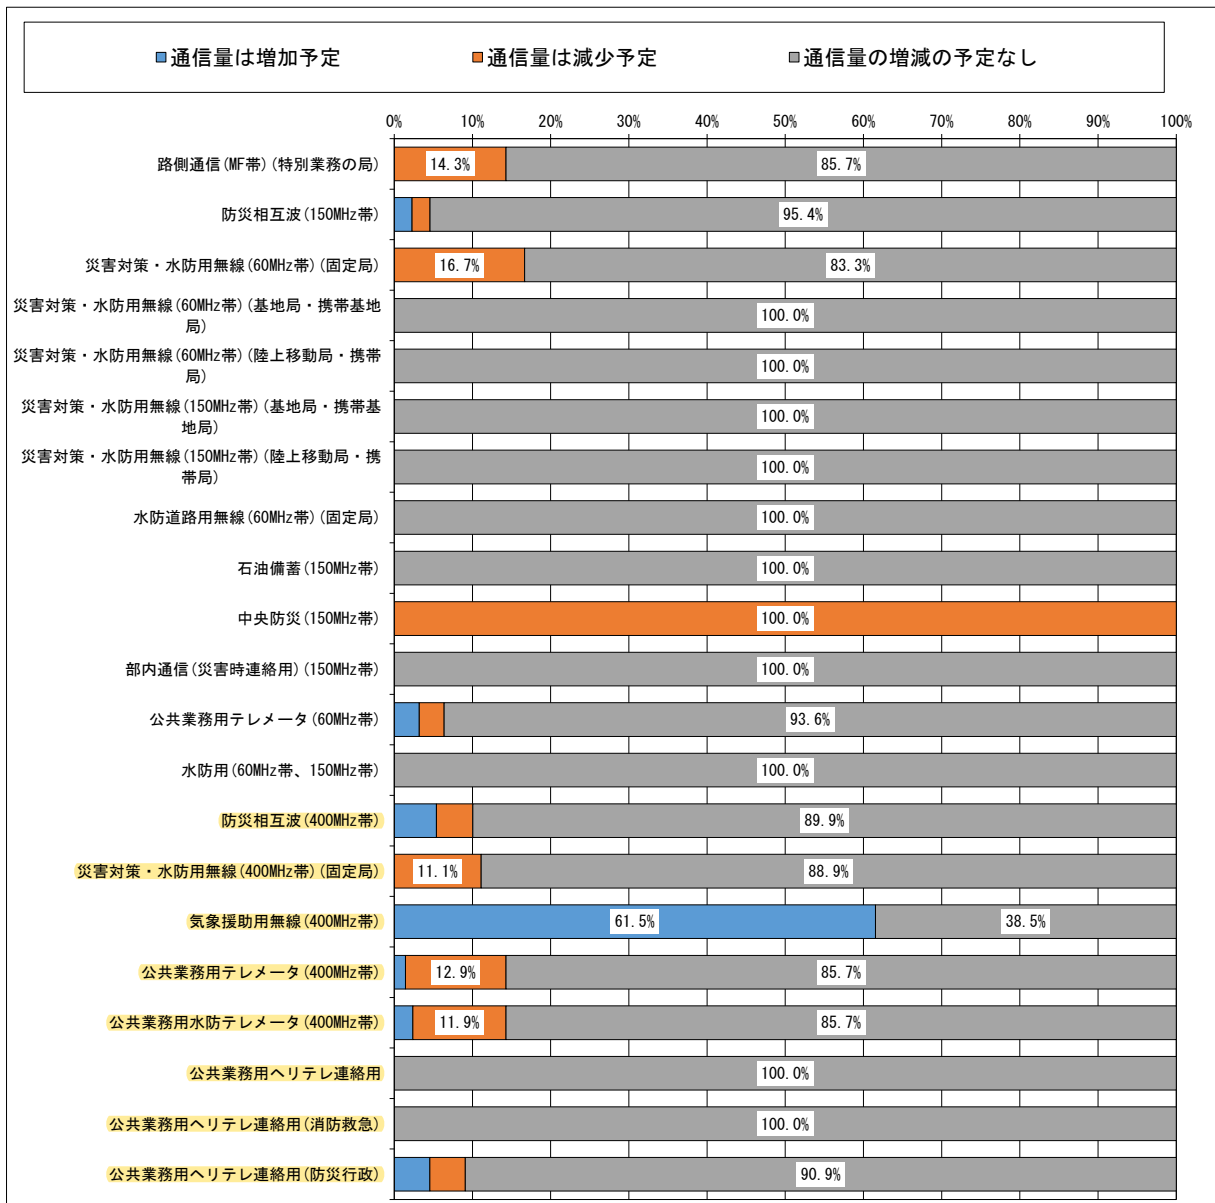 通信量は増加予定 通信量は減少予定 通信量の増減の予定なし
0% 10% 20% 30% 40% 50% 60% 70% 80% 90% 100%
路側通信(MF帯)(特別業務の局) 14.3% 85.7%
防災相互波(150MHz帯) 95.4%
災害対策・水防用無線(60MHz帯)(固定局) 16.7% 83.3%
災害対策・水防用無線(60MHz帯)(基地局・携帯基地
局) 100.0%
災害対策・水防用無線(60MHz帯)(陸上移動局・携帯
局) 100.0%
災害対策・水防用無線(150MHz帯)(基地局・携帯基
地局) 100.0%
災害対策・水防用無線(150MHz帯)(陸上移動局・携
帯局) 100.0%
水防道路用無線(60MHz帯)(固定局) 100.0%
石油備蓄(150MHz帯) 100.0%
中央防災(150MHz帯) 100.0%
部内通信(災害時連絡用)(150MHz帯) 100.0%
公共業務用テレメータ(60MHz帯) 93.6%
水防用(60MHz帯、150MHz帯) 100.0%
防災相互波(400MHz帯) 89.9%
災害対策・水防用無線(400MHz帯)(固定局) 11.1% 88.9%
気象援助用無線(400MHz帯) 61.5% 38.5%
公共業務用テレメータ(400MHz帯) 12.9% 85.7%
公共業務用水防テレメータ(400MHz帯) 11.9% 85.7%
公共業務用ヘリテレ連絡用 100.0%
公共業務用ヘリテレ連絡用(消防救急) 100.0%
公共業務用ヘリテレ連絡用(防災行政) 90.9%